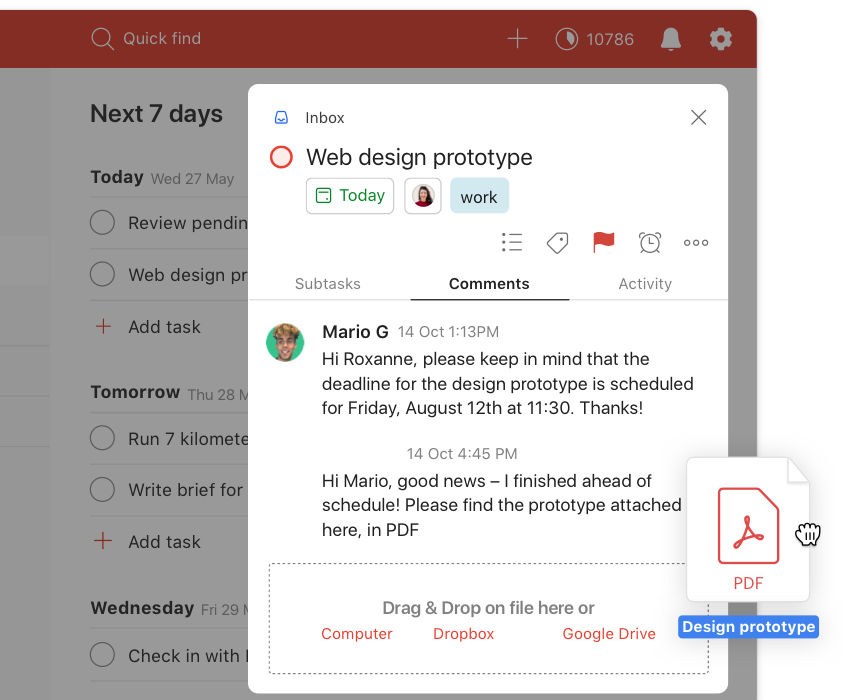 Quick find
10786
Next 7 days
Today Wed 27 May
Review pendin
Web design pr
Add task
Tomorrow Thu 28 M
Run 7 kilomete
Write brief for
Add task
Wednesday Fri 29 M
Check in with
Inbox
Web design prototype
Today
work
Subtasks
Comments
Activity
Mario G 14 Oct 1:13PM
Hi Roxanne, please keep in mind that the
deadline for the design prototype is scheduled
for Friday, August 12th at 11:30. Thanks!
14 Oct 4:45 PM
Hi Mario, good news – I finished ahead of
schedule! Please find the prototype attached
here, in PDF
Drag & Drop on file here or
Computer
Dropbox
Google Drive
PDF
Design prototype